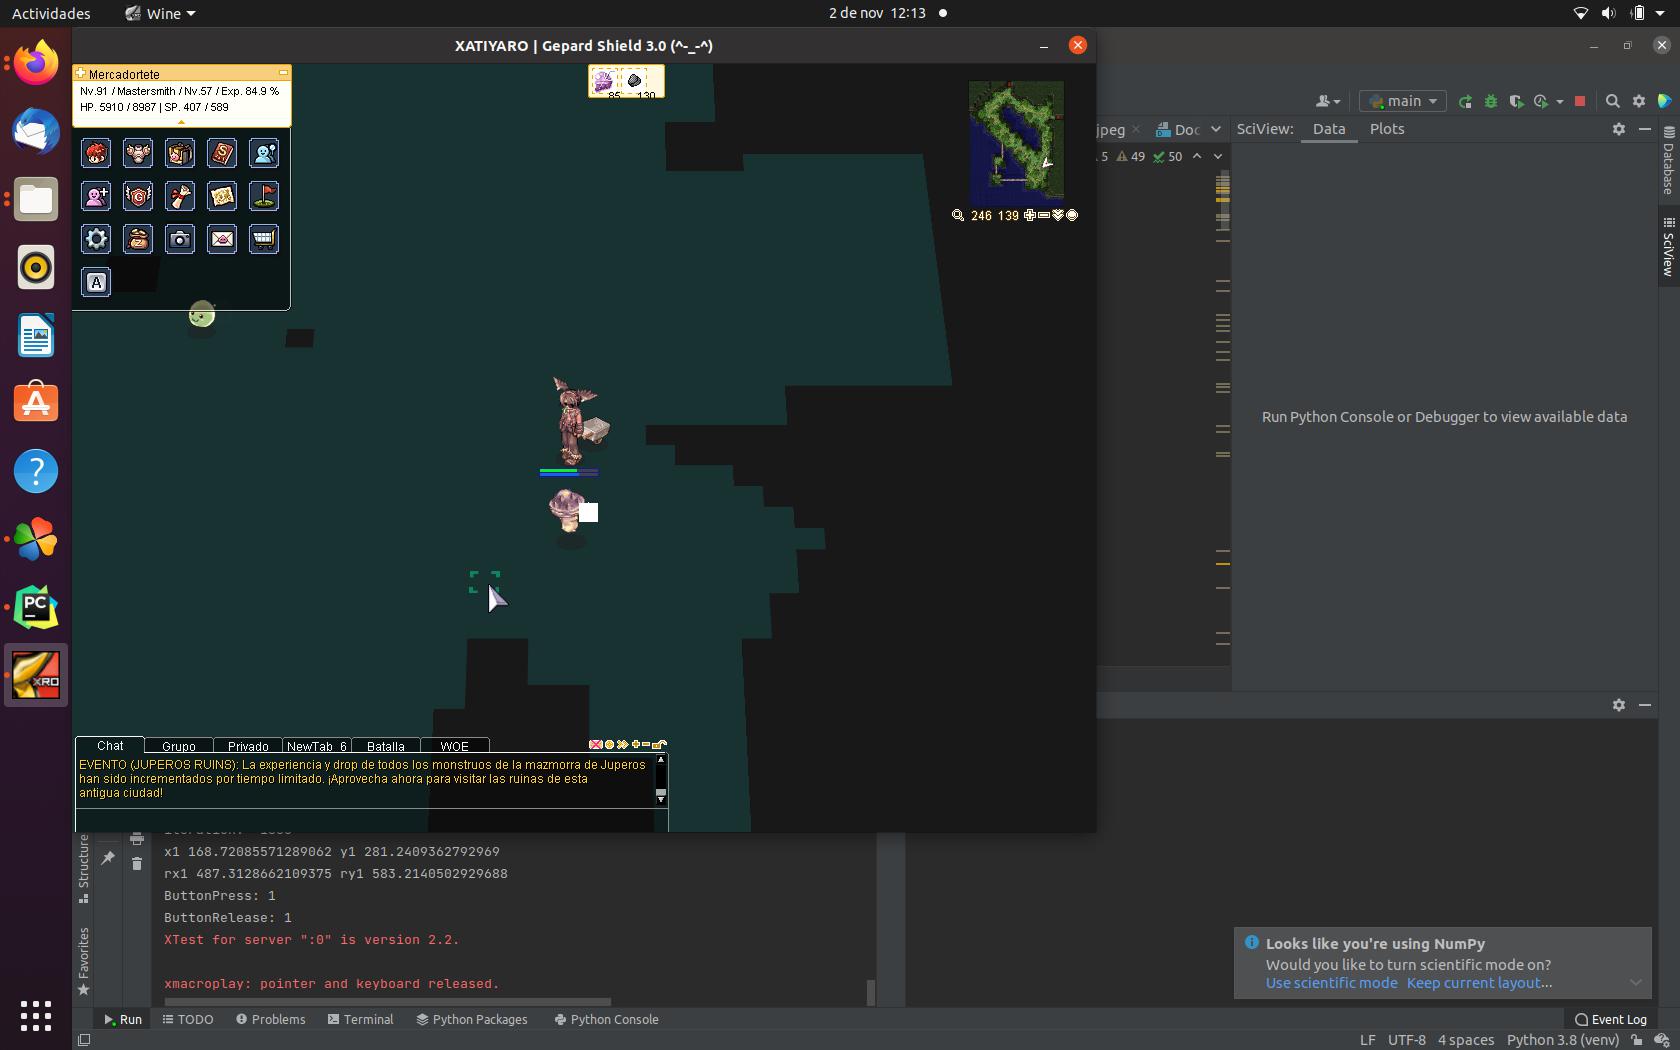 Actividades
Wine
2 de nov 12:13
XATIYARO | Gepard Shield 3.0 (^-_-^)
Mercadortete
Nv.91 / Mastersmith / Nv.57 / Exp. 84.9 %
HP. 5910 / 8987 | SP. 407 / 589
A
246 139
main
jpeg
Doc
SciView:
Data
Plots
5
49
50
Database
SciView
Run Python Console or Debugger to view available data
PC
XRO
Chat
Grupo
Privado
NewTab_6
Batalla
WOE
EVENTO (JUPEROS RUINS): La experiencia y drop de todos los monstruos de la mazmorra de Juperos
han sido incrementados por tiempo limitado. ¡Aprovecha ahora para visitar las ruinas de esta
antigua ciudad!
x1 168.72085571289062 y1 281.2409362792969
rx1 487.3128662109375 ry1 583.2140502929688
ButtonPress: 1
ButtonRelease: 1
XTest for server ":0" is version 2.2.
xmacroplay: pointer and keyboard released.
Structure
Favorites
Looks like you're using NumPy
Would you like to turn scientific mode on?
Use scientific mode Keep current layout...
Run
TODO
Problems
Terminal
Python Packages
Python Console
Event Log
LF UTF-8 4 spaces Python 3.8 (venv)